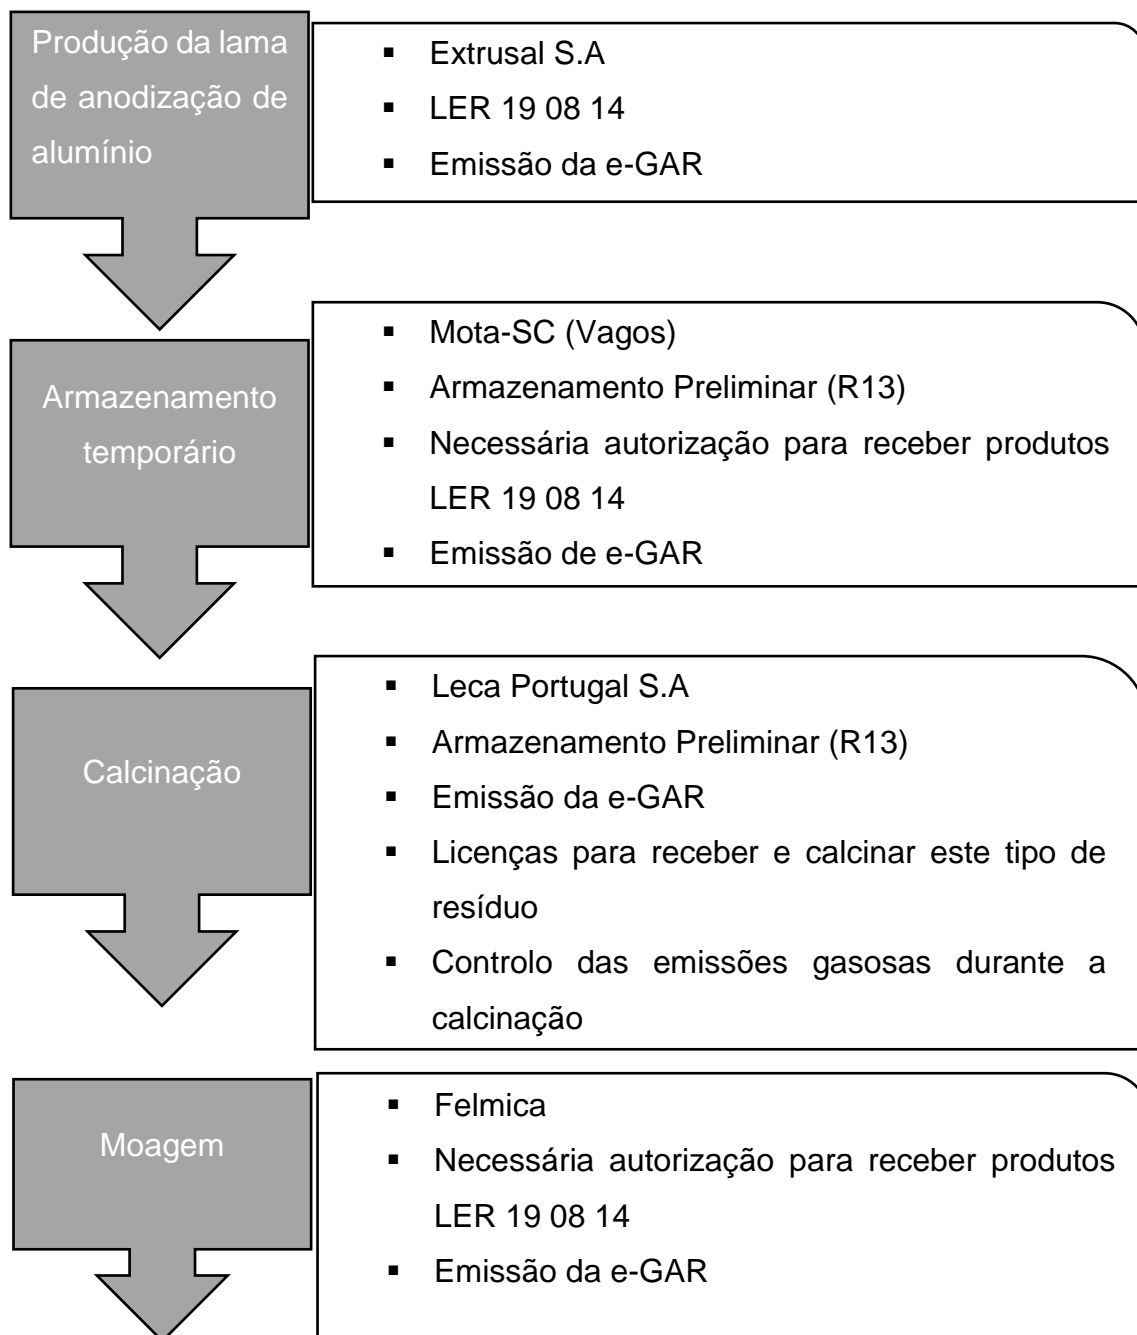 Produção da lama
de anodização de
alumínio
▪ Extrusal S.A
▪ LER 19 08 14
▪ Emissão da e-GAR
Armazenamento
temporário
▪ Mota-SC (Vagos)
▪ Armazenamento Preliminar (R13)
▪ Necessária autorização para receber produtos
LER 19 08 14
▪ Emissão de e-GAR
Calcinação
▪ Leca Portugal S.A
▪ Armazenamento Preliminar (R13)
▪ Emissão da e-GAR
▪ Licenças para receber e calcinar este tipo de
resíduo
▪ Controlo das emissões gasosas durante a
calcinação
Moagem
▪ Felmica
▪ Necessária autorização para receber produtos
LER 19 08 14
▪ Emissão da e-GAR